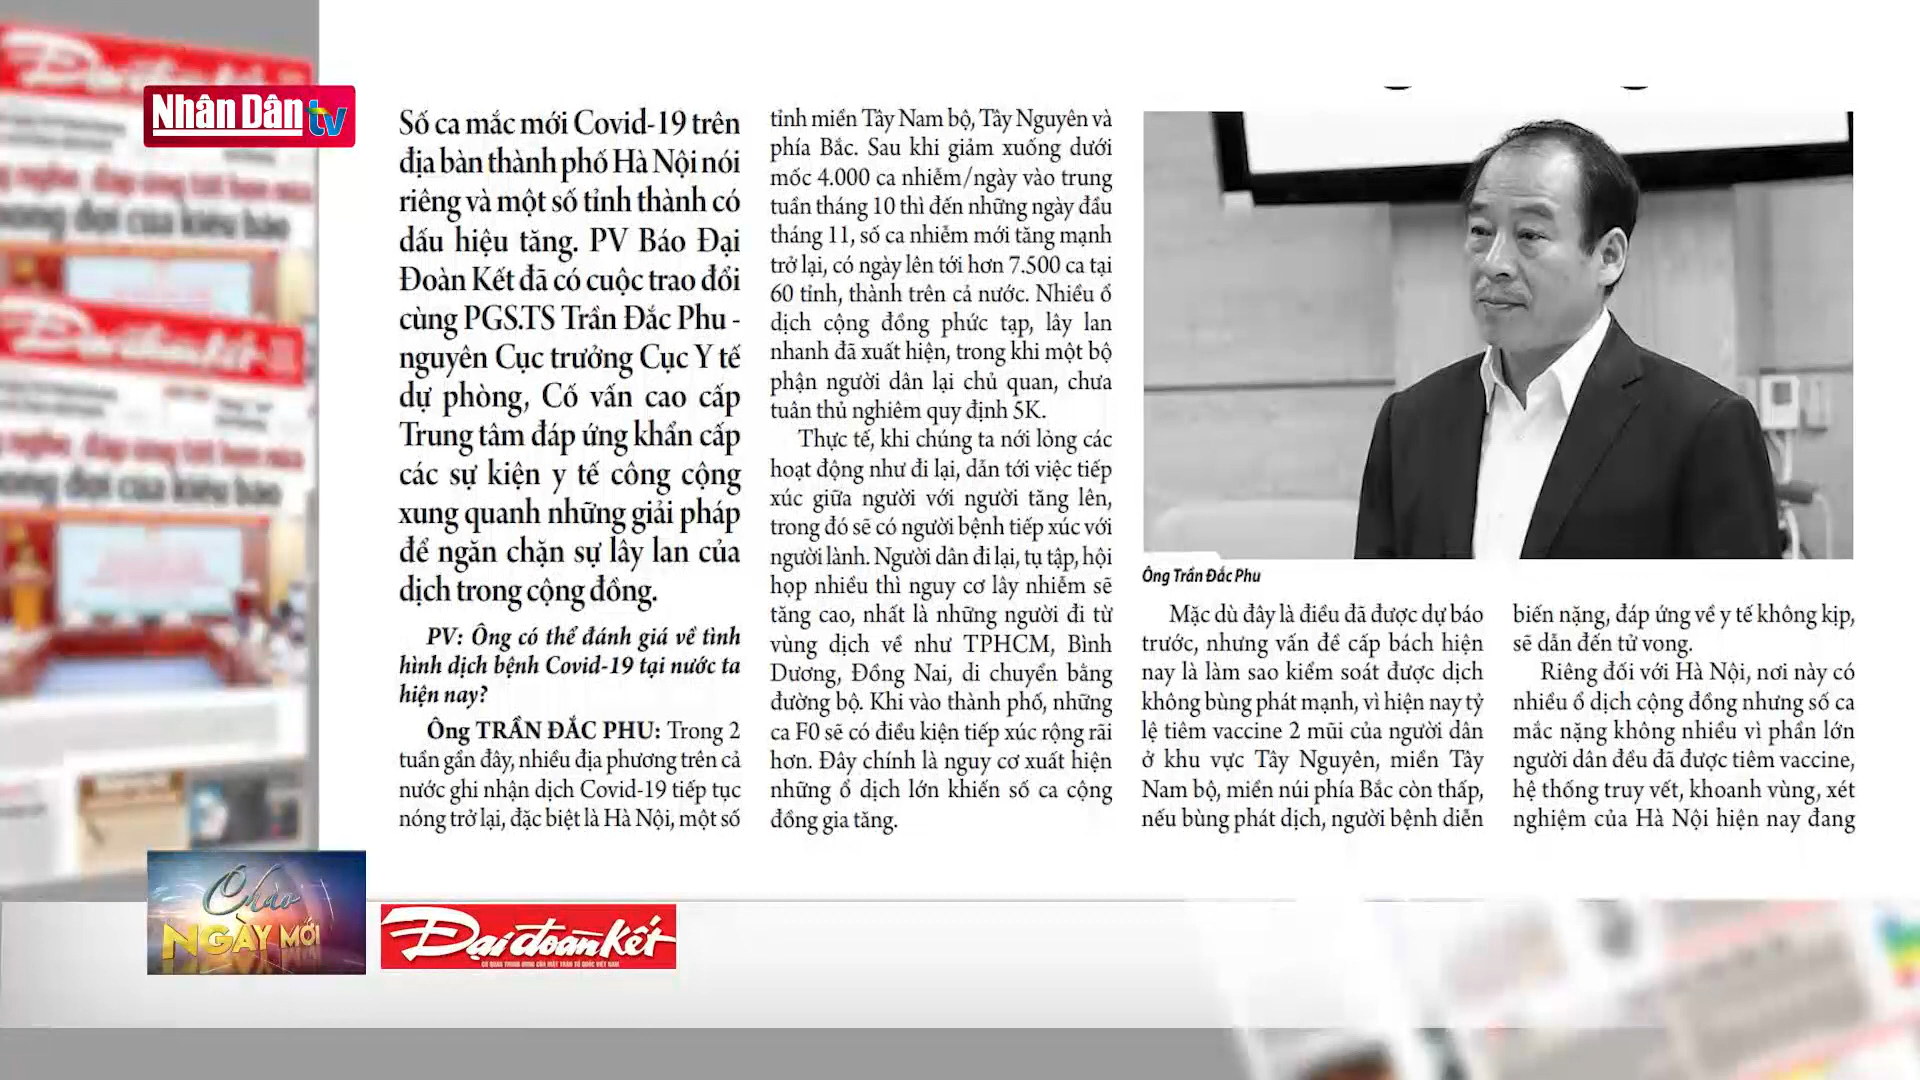 Nhân Dân tv
Số ca mắc mới Covid-19 trên
địa bàn thành phố Hà Nội nói
riêng và một số tỉnh thành có
dấu hiệu tăng. PV Báo Đại
Đoàn Kết đã có cuộc trao đổi
cùng PGS.TS Trần Đắc Phu -
nguyên Cục trưởng Cục Y tế
dự phòng, Cố vấn cao cấp
Trung tâm đáp ứng khẩn cấp
các sự kiện y tế công cộng
xung quanh những giải pháp
để ngăn chặn sự lây lan của
dịch trong cộng đồng.
PV: Ông có thể đánh giá về tình
hình dịch bệnh Covid-19 tại nước ta
hiện nay?
Ông TRẦN ĐẮC PHU: Trong 2
tuần gần đây, nhiều địa phương trên cả
nước ghi nhận dịch Covid-19 tiếp tục
nóng trở lại, đặc biệt là Hà Nội, một số
tỉnh miền Tây Nam bộ, Tây Nguyên và
phía Bắc. Sau khi giảm xuống dưới
mốc 4.000 ca nhiễm/ngày vào trung
tuần tháng 10 thì đến những ngày đầu
tháng 11, số ca nhiễm mới tăng mạnh
trở lại, có ngày lên tới hơn 7.500 ca tại
60 tỉnh, thành trên cả nước. Nhiều ổ
dịch cộng đồng phức tạp, lây lan
nhanh đã xuất hiện, trong khi một bộ
phận người dân lại chủ quan, chưa
tuân thủ nghiêm quy định 5K.
Thực tế, khi chúng ta nới lỏng các
hoạt động như đi lại, dẫn tới việc tiếp
xúc giữa người với người tăng lên,
trong đó sẽ có người bệnh tiếp xúc với
người lành. Người dân đi lại, tụ tập, hội
họp nhiều thì nguy cơ lây nhiễm sẽ
tăng cao, nhất là những người đi từ
vùng dịch về như TPHCM, Bình
Dương, Đồng Nai, di chuyển bằng
đường bộ. Khi vào thành phố, những
ca F0 sẽ có điều kiện tiếp xúc rộng rãi
hơn. Đây chính là nguy cơ xuất hiện
những ổ dịch lớn khiến số ca cộng
đồng gia tăng.
Ông Trần Đắc Phu
Mặc dù đây là điều đã được dự báo
trước, nhưng vấn đề cấp bách hiện
nay là làm sao kiểm soát được dịch
không bùng phát mạnh, vì hiện nay tỷ
lệ tiêm vaccine 2 mũi của người dân
ở khu vực Tây Nguyên, miền Tây
Nam bộ, miền núi phía Bắc còn thấp,
nếu bùng phát dịch, người bệnh diễn
biến nặng, đáp ứng về y tế không kịp,
sẽ dẫn đến tử vong.
Riêng đối với Hà Nội, nơi này có
nhiều ổ dịch cộng đồng nhưng số ca
mắc nặng không nhiều vì phần lớn
người dân đều đã được tiêm vaccine,
hệ thống truy vết, khoanh vùng, xét
nghiệm của Hà Nội hiện nay đang
Chào
NGÀY MỚI
Đại đoàn kết
CƠ QUAN TRUNG ƯƠNG CỦA MẶT TRẬN TỔ QUỐC VIỆT NAM